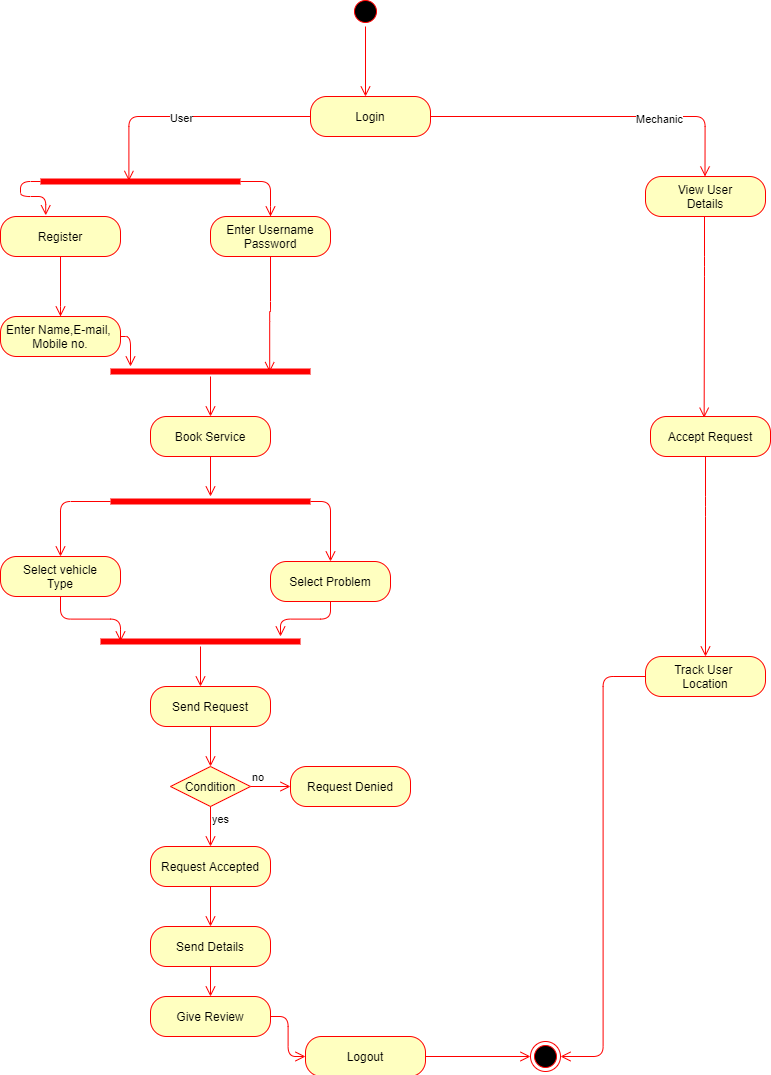 Login
User
Mechanic
View User
Details
Register
Enter Username
Password
Enter Name,E-mail,
Mobile no.
Book Service
Accept Request
Select vehicle
Type
Select Problem
Track User
Location
Send Request
Condition
no
Request Denied
yes
Request Accepted
Send Details
Give Review
Logout